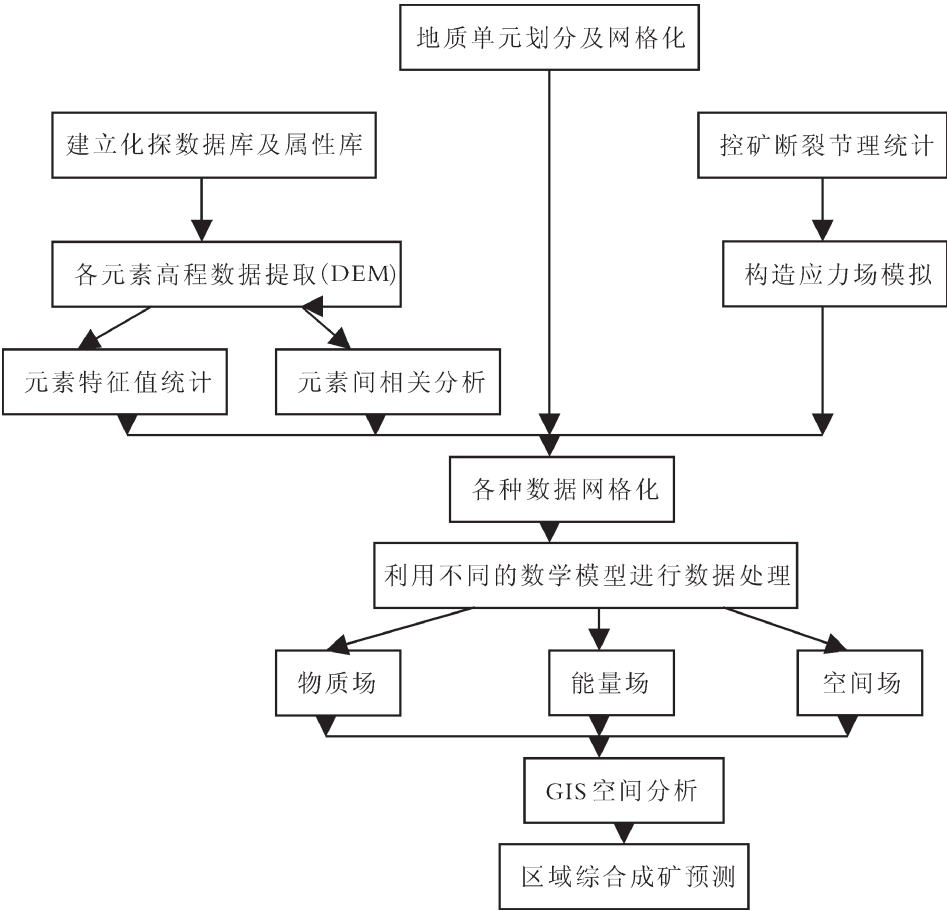 地质单元划分及网格化
建立化探数据库及属性库
控矿断裂节理统计
各元素高程数据提取(DEM)
构造应力场模拟
元素特征值统计
元素间相关分析
各种数据网格化
利用不同的数学模型进行数据处理
物质场
能量场
空间场
GIS空间分析
区域综合成矿预测